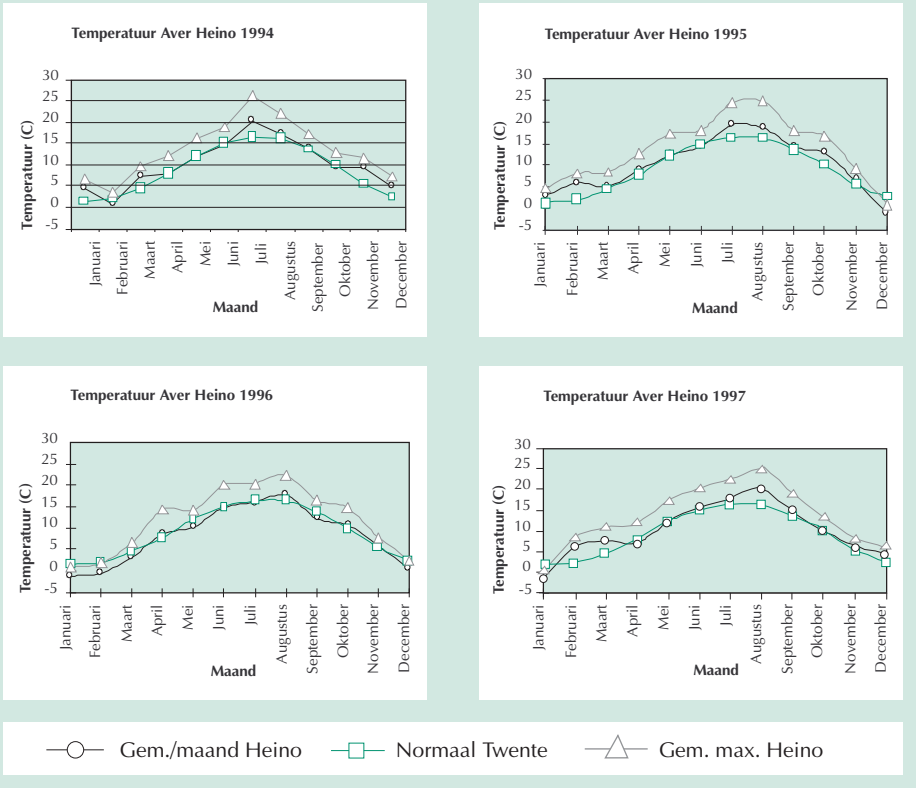 Temperatuur Aver Heino 1994
Temperatuur (C)
30
25
20
15
10
5
0
-5
Januari
Februari
Maart
April
Mei
Juni
Juli
Augustus
September
Oktober
November
December
Maand
Temperatuur Aver Heino 1995
Temperatuur (C)
30
25
20
15
10
5
0
-5
Januari
Februari
Maart
April
Mei
Juni
Juli
Augustus
September
Oktober
November
December
Maand
Temperatuur Aver Heino 1996
Temperatuur (C)
30
25
20
15
10
5
0
-5
Januari
Februari
Maart
April
Mei
Juni
Juli
Augustus
September
Oktober
November
December
Maand
Temperatuur Aver Heino 1997
Temperatuur (C)
30
25
20
15
10
5
0
-5
Januari
Februari
Maart
April
Mei
Juni
Juli
Augustus
September
Oktober
November
December
Maand
Gem./maand Heino
Normaal Twente
Gem. max. Heino